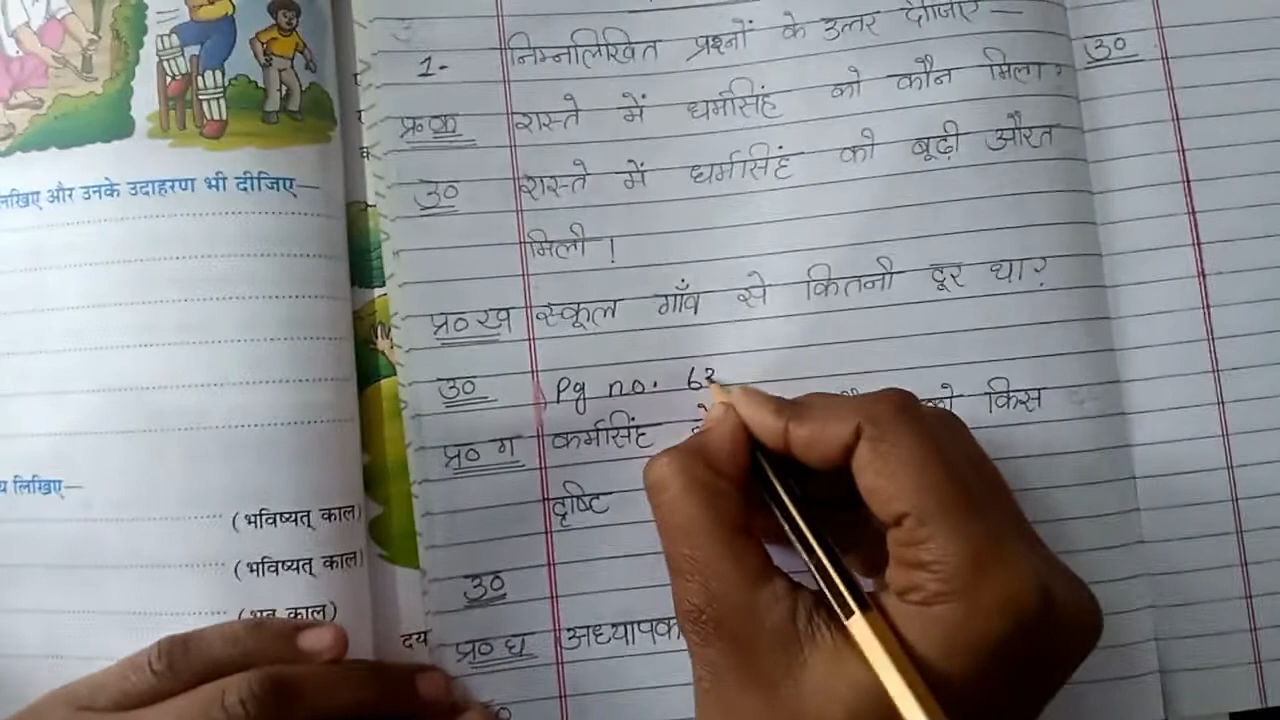 लिखिए और उनके उदाहरण भी दीजिए—
लिखिए—
(भविष्यत् काल)
(भविष्यत् काल)
काल)
दय
1- निम्नलिखित प्रश्नों के उत्तर दीजिए —
प्र०क रास्ते में धर्मसिंह को कौन मिला?
उ० रास्ते में धर्मसिंह को बूढ़ी औरत
मिली।
प्र०ख स्कूल गाँव से कितनी दूर था?
उ० Pg no. 63
प्र०ग कर्मसिंह को किस
दृष्टि
उ०
प्र०घ अध्यापक
उ०